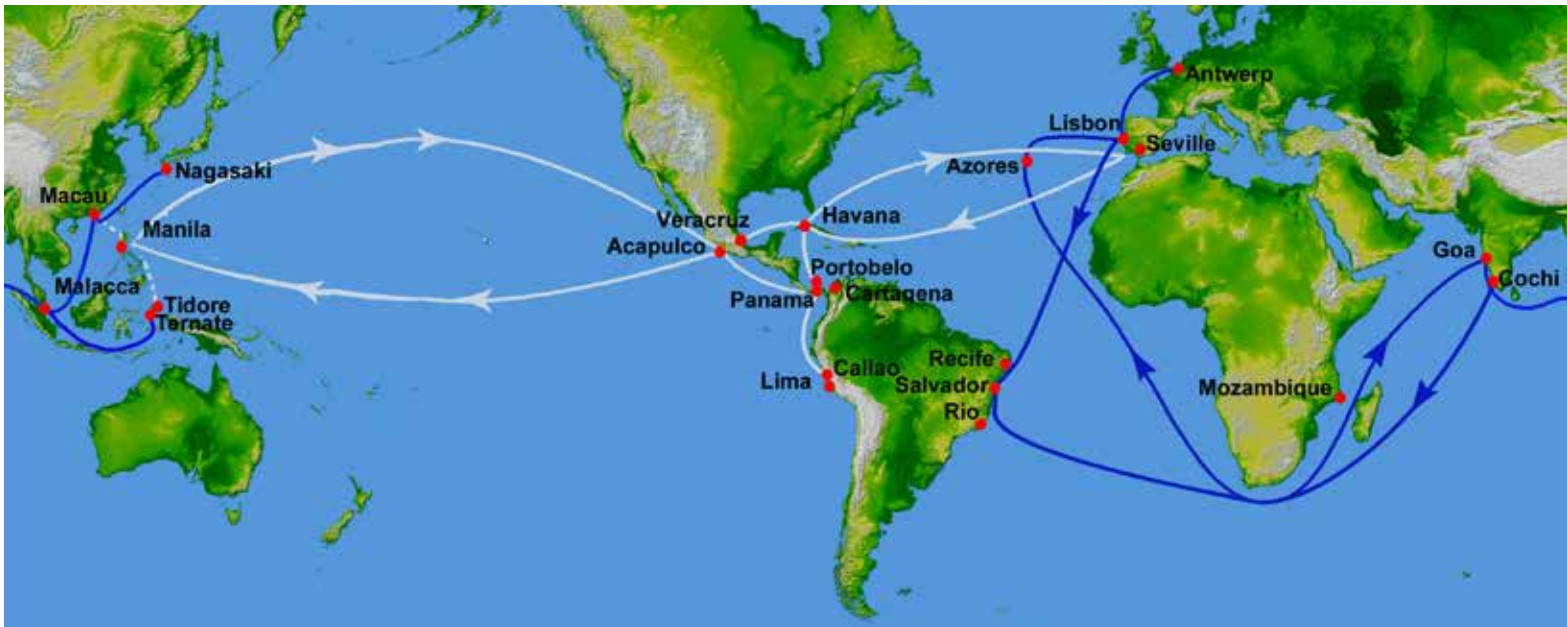 Antwerp
Lisbon
Seville
Azores
Nagasaki
Macau
Manila
Veracruz
Havana
Acapulco
Goa
Cochi
Malacca
Portobelo
Panama
Cartagena
Tidore
Ternate
Recife
Callao
Lima
Salvador
Mozambique
Rio